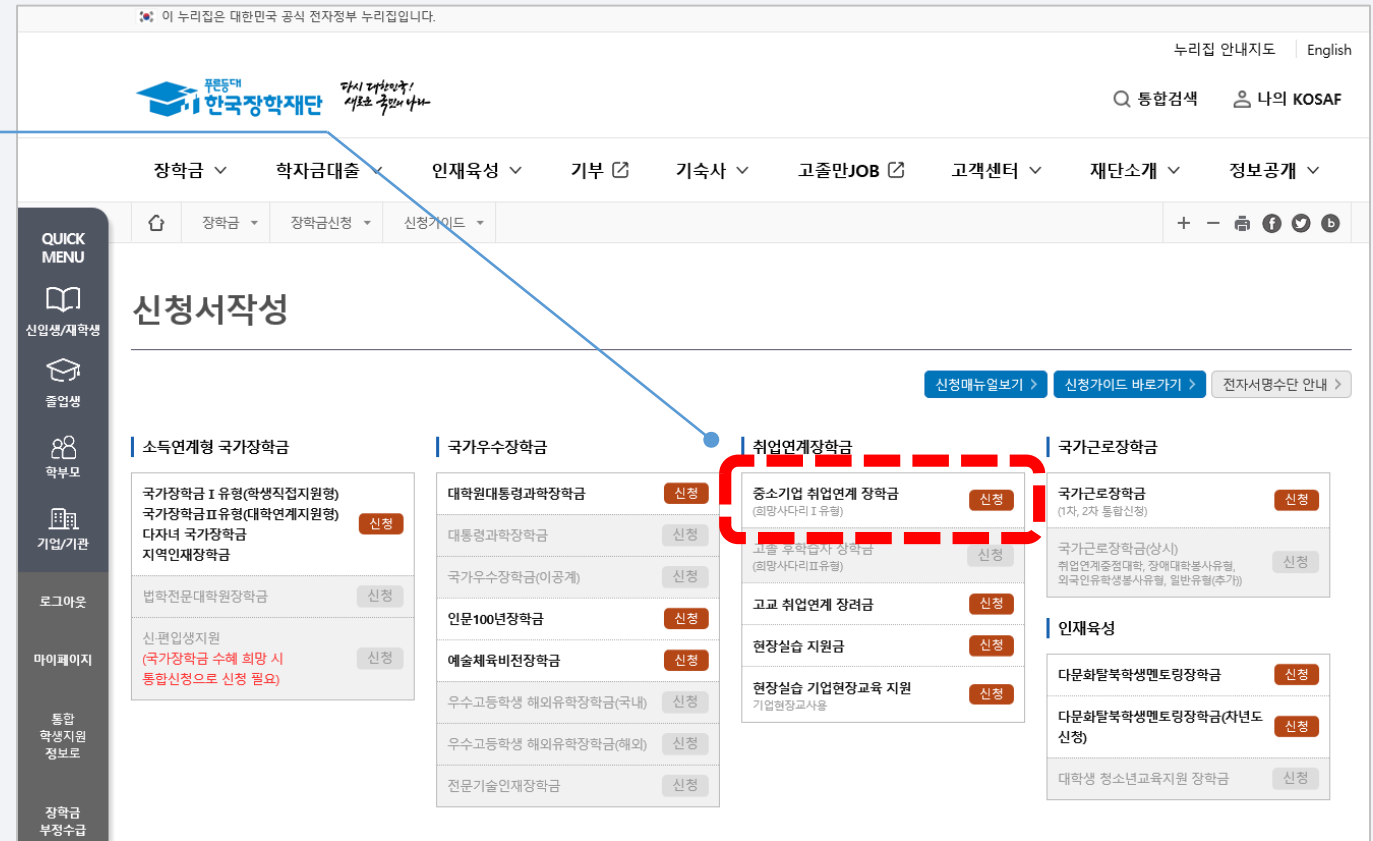 이 누리집은 대한민국 공식 전자정부 누리집입니다.
누리집 안내지도 English
푸른등대
한국장학재단
다시 대한민국!
새로운 국민의 나라
통합검색 나의 KOSAF
장학금 학자금대출 인재육성 기부 기숙사 고졸만JOB 고객센터 재단소개 정보공개
장학금 장학금신청 신청가이드
QUICK
MENU
신입생/재학생
졸업생
학부모
기업/기관
로그아웃
마이페이지
통합
학생지원
정보로
장학금
부정수급
신청서작성
신청매뉴얼보기 신청가이드 바로가기 전자서명수단 안내
소득연계형 국가장학금
국가장학금 I 유형(학생직접지원형)
국가장학금II유형(대학연계지원형)
다자녀 국가장학금
지역인재장학금
신청
법학전문대학원장학금 신청
신·편입생지원
(국가장학금 수혜 희망 시
통합신청으로 신청 필요)
신청
국가우수장학금
대학원대통령과학장학금 신청
대통령과학장학금 신청
국가우수장학금(이공계) 신청
인문100년장학금 신청
예술체육비전장학금 신청
우수고등학생 해외유학장학금(국내) 신청
우수고등학생 해외유학장학금(해외) 신청
전문기술인재장학금 신청
취업연계장학금
중소기업 취업연계 장학금 신청
(희망사다리 I 유형)
고졸 후학습자 장학금 신청
(희망사다리II유형)
고교 취업연계 장려금 신청
현장실습 지원금 신청
현장실습 기업현장교육 지원 신청
기업현장교사용
국가근로장학금
국가근로장학금 신청
(1차, 2차 통합신청)
국가근로장학금(상시) 신청
취업연계중점대학, 장애대학봉사유형,
외국인유학생봉사유형, 일반유형(추가))
인재육성
다문화탈북학생멘토링장학금 신청
다문화탈북학생멘토링장학금(차년도
신청) 신청
대학생 청소년교육지원 장학금 신청